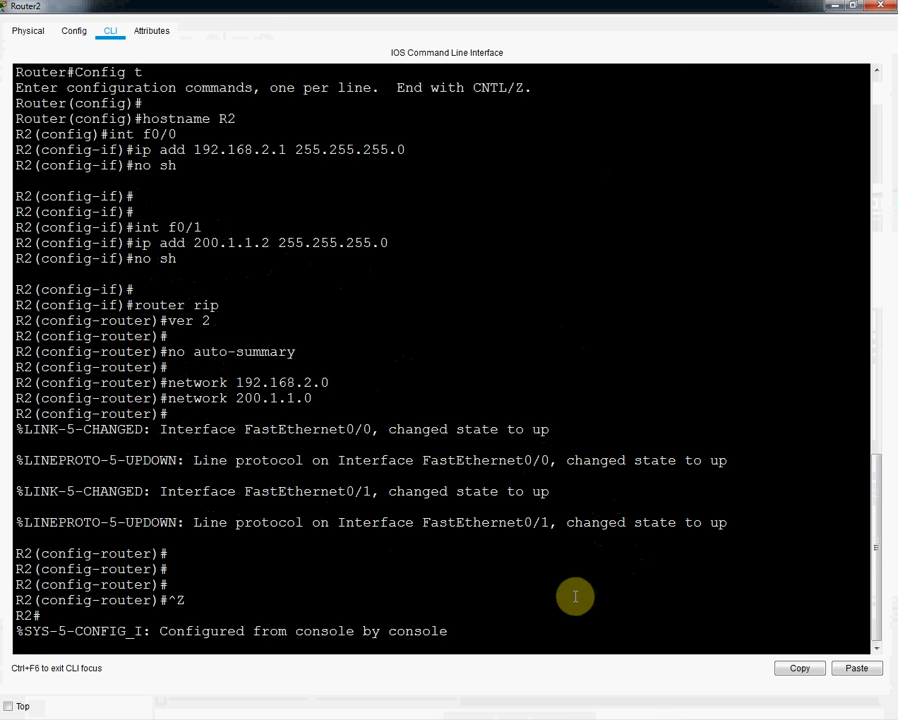 Router2
Physical Config CLI Attributes
IOS Command Line Interface
Router#Config t
Enter configuration commands, one per line.  End with CNTL/Z.
Router(config)#
Router(config)#hostname R2
R2(config)#int f0/0
R2(config-if)#ip add 192.168.2.1 255.255.255.0
R2(config-if)#no sh
R2(config-if)#
R2(config-if)#
R2(config-if)#int f0/1
R2(config-if)#ip add 200.1.1.2 255.255.255.0
R2(config-if)#no sh
R2(config-if)#
R2(config-if)#router rip
R2(config-router)#ver 2
R2(config-router)#
R2(config-router)#no auto-summary
R2(config-router)#
R2(config-router)#network 192.168.2.0
R2(config-router)#network 200.1.1.0
R2(config-router)#
%LINK-5-CHANGED: Interface FastEthernet0/0, changed state to up
%LINEPROTO-5-UPDOWN: Line protocol on Interface FastEthernet0/0, changed state to up
%LINK-5-CHANGED: Interface FastEthernet0/1, changed state to up
%LINEPROTO-5-UPDOWN: Line protocol on Interface FastEthernet0/1, changed state to up
R2(config-router)#
R2(config-router)#
R2(config-router)#
R2(config-router)#^Z
R2#
%SYS-5-CONFIG_I: Configured from console by console
Ctrl+F6 to exit CLI focus
Copy Paste
Top